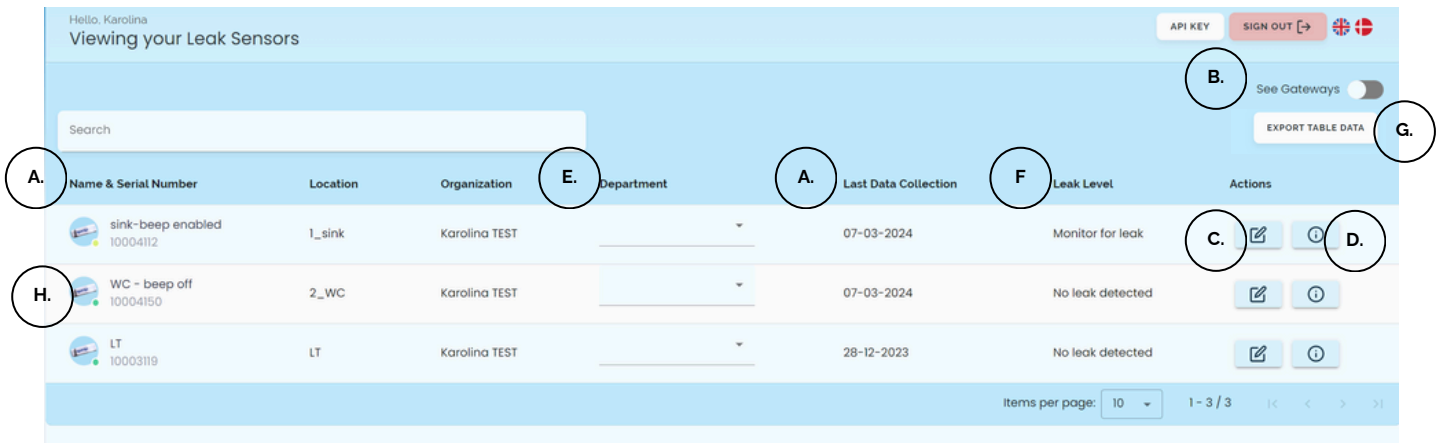 Hello, Karolina
Viewing your Leak Sensors
API KEY
SIGN OUT
B.
See Gateways
Search
EXPORT TABLE DATA
G.
A. Name & Serial Number Location Organization E. Department A. Last Data Collection F Leak Level Actions
sink-beep enabled
10004112
1_sink Karolina TEST 07-03-2024 Monitor for leak C. D.
H.
WC - beep off
10004150
2_WC Karolina TEST 07-03-2024 No leak detected
LT
10003119
LT Karolina TEST 28-12-2023 No leak detected
Items per page: 10 1 - 3 / 3